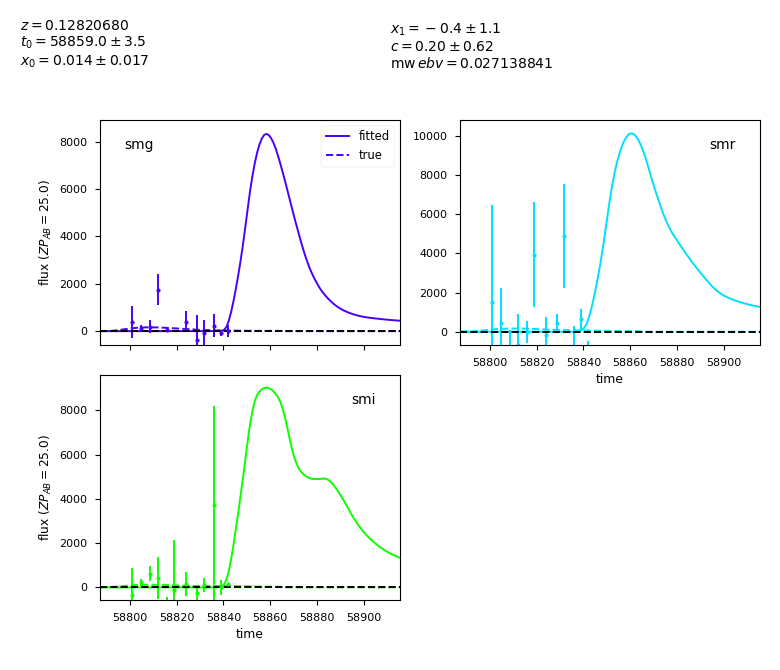 z = 0.12820680
t₀ = 58859.0 ± 3.5
x₀ = 0.014 ± 0.017
x₁ = −0.4 ± 1.1
c = 0.20 ± 0.62
mw ebv = 0.027138841
smg
fitted
true
8000
6000
4000
2000
0
flux (ZP_AB = 25.0)
smr
10000
8000
6000
4000
2000
0
58800 58820 58840 58860 58880 58900
time
smi
8000
6000
4000
2000
0
flux (ZP_AB = 25.0)
58800 58820 58840 58860 58880 58900
time